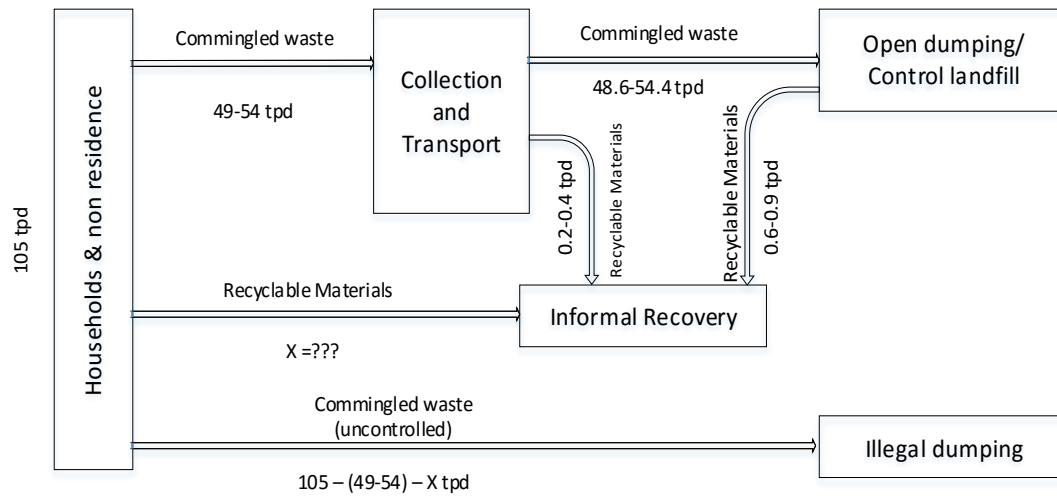 105 tpd
Households & non residence
Commingled waste
49-54 tpd
Collection
and
Transport
Commingled waste
48.6-54.4 tpd
Open dumping/
Control landfill
0.2-0.4 tpd
Recyclable Materials
Recyclable Materials
0.6-0.9 tpd
Recyclable Materials
X =???
Informal Recovery
Commingled waste
(uncontrolled)
105 – (49-54) – X tpd
Illegal dumping